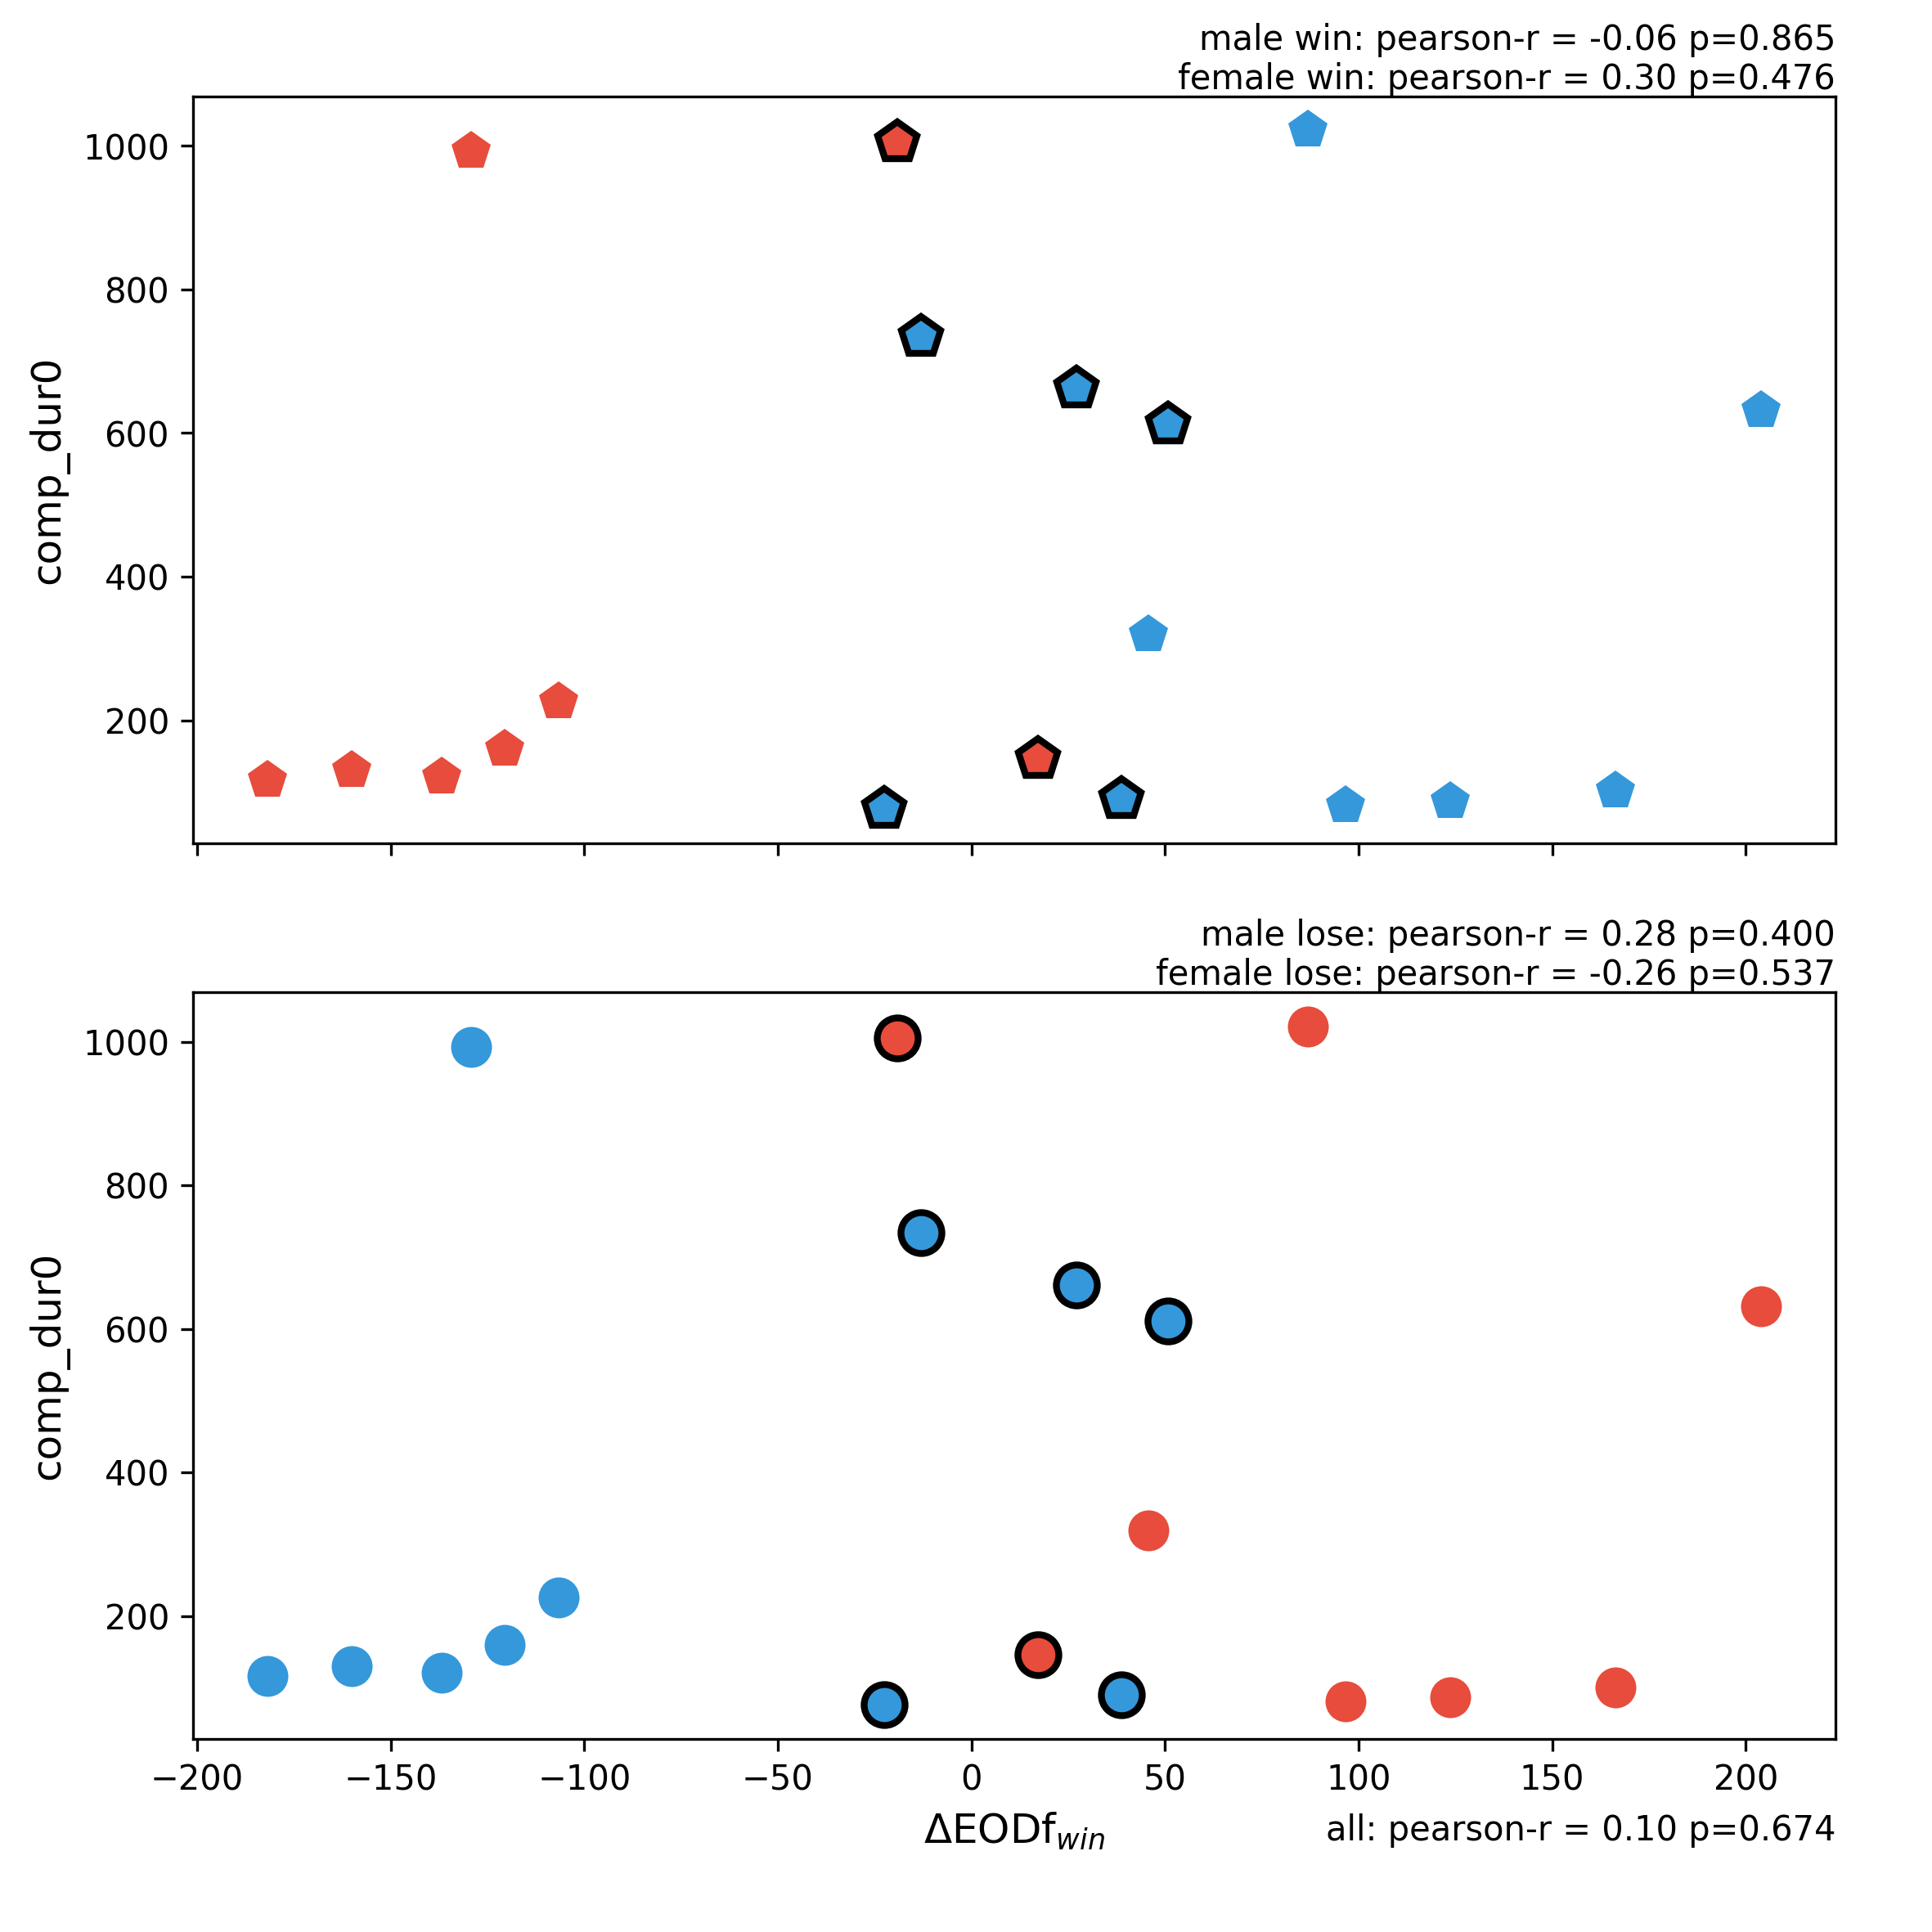 male win: pearson-r = -0.06 p=0.865
female win: pearson-r = 0.30 p=0.476
1000
800
600
400
200
comp_dur0
male lose: pearson-r = 0.28 p=0.400
female lose: pearson-r = -0.26 p=0.537
1000
800
600
400
200
comp_dur0
−200 −150 −100 −50 0 50 100 150 200
ΔEODf_win
all: pearson-r = 0.10 p=0.674